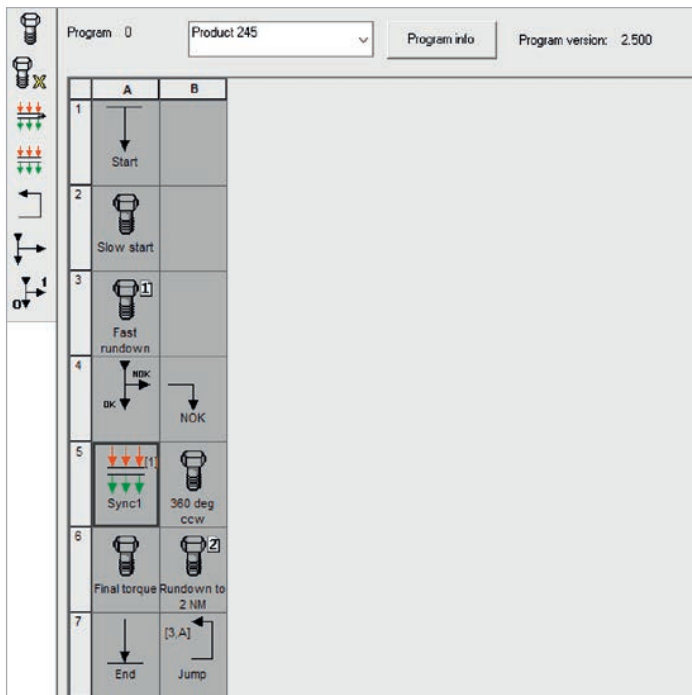 Program 0 Product 245 Program info Program version: 2.500
A B
1
Start
2
Slow start
3
1
Fast
rundown
4
NOK
OK
NOK
5
[1]
Sync1
360 deg
ccw
6
2
Final torque
Rundown to
2 NM
7
[3,A]
End
Jump
X
1
0